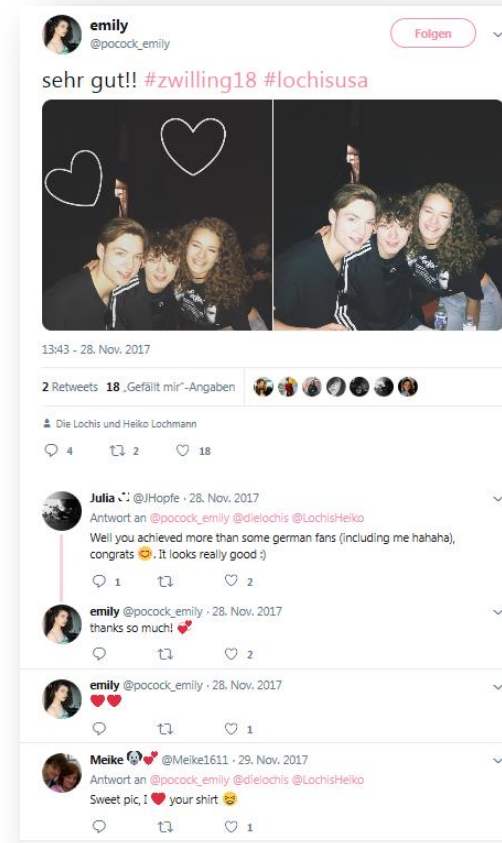 emily
@pocock_emily
Folgen
sehr gut!! #zwilling18 #lochisusa
13:43 - 28. Nov. 2017
2 Retweets 18 „Gefällt mir“-Angaben
Die Lochis und Heiko Lochmann
4 2 18
Julia @JHopfe · 28. Nov. 2017
Antwort an @pocock_emily @dielochis @LochisHeiko
Well you achieved more than some german fans (including me hahaha),
congrats 😊. It looks really good :)
1 2
emily @pocock_emily · 28. Nov. 2017
thanks so much! 💞
2
emily @pocock_emily · 28. Nov. 2017
❤❤
1
Meike 🐶💕 @Meike1611 · 29. Nov. 2017
Antwort an @pocock_emily @dielochis @LochisHeiko
Sweet pic, I ❤ your shirt 😆
1